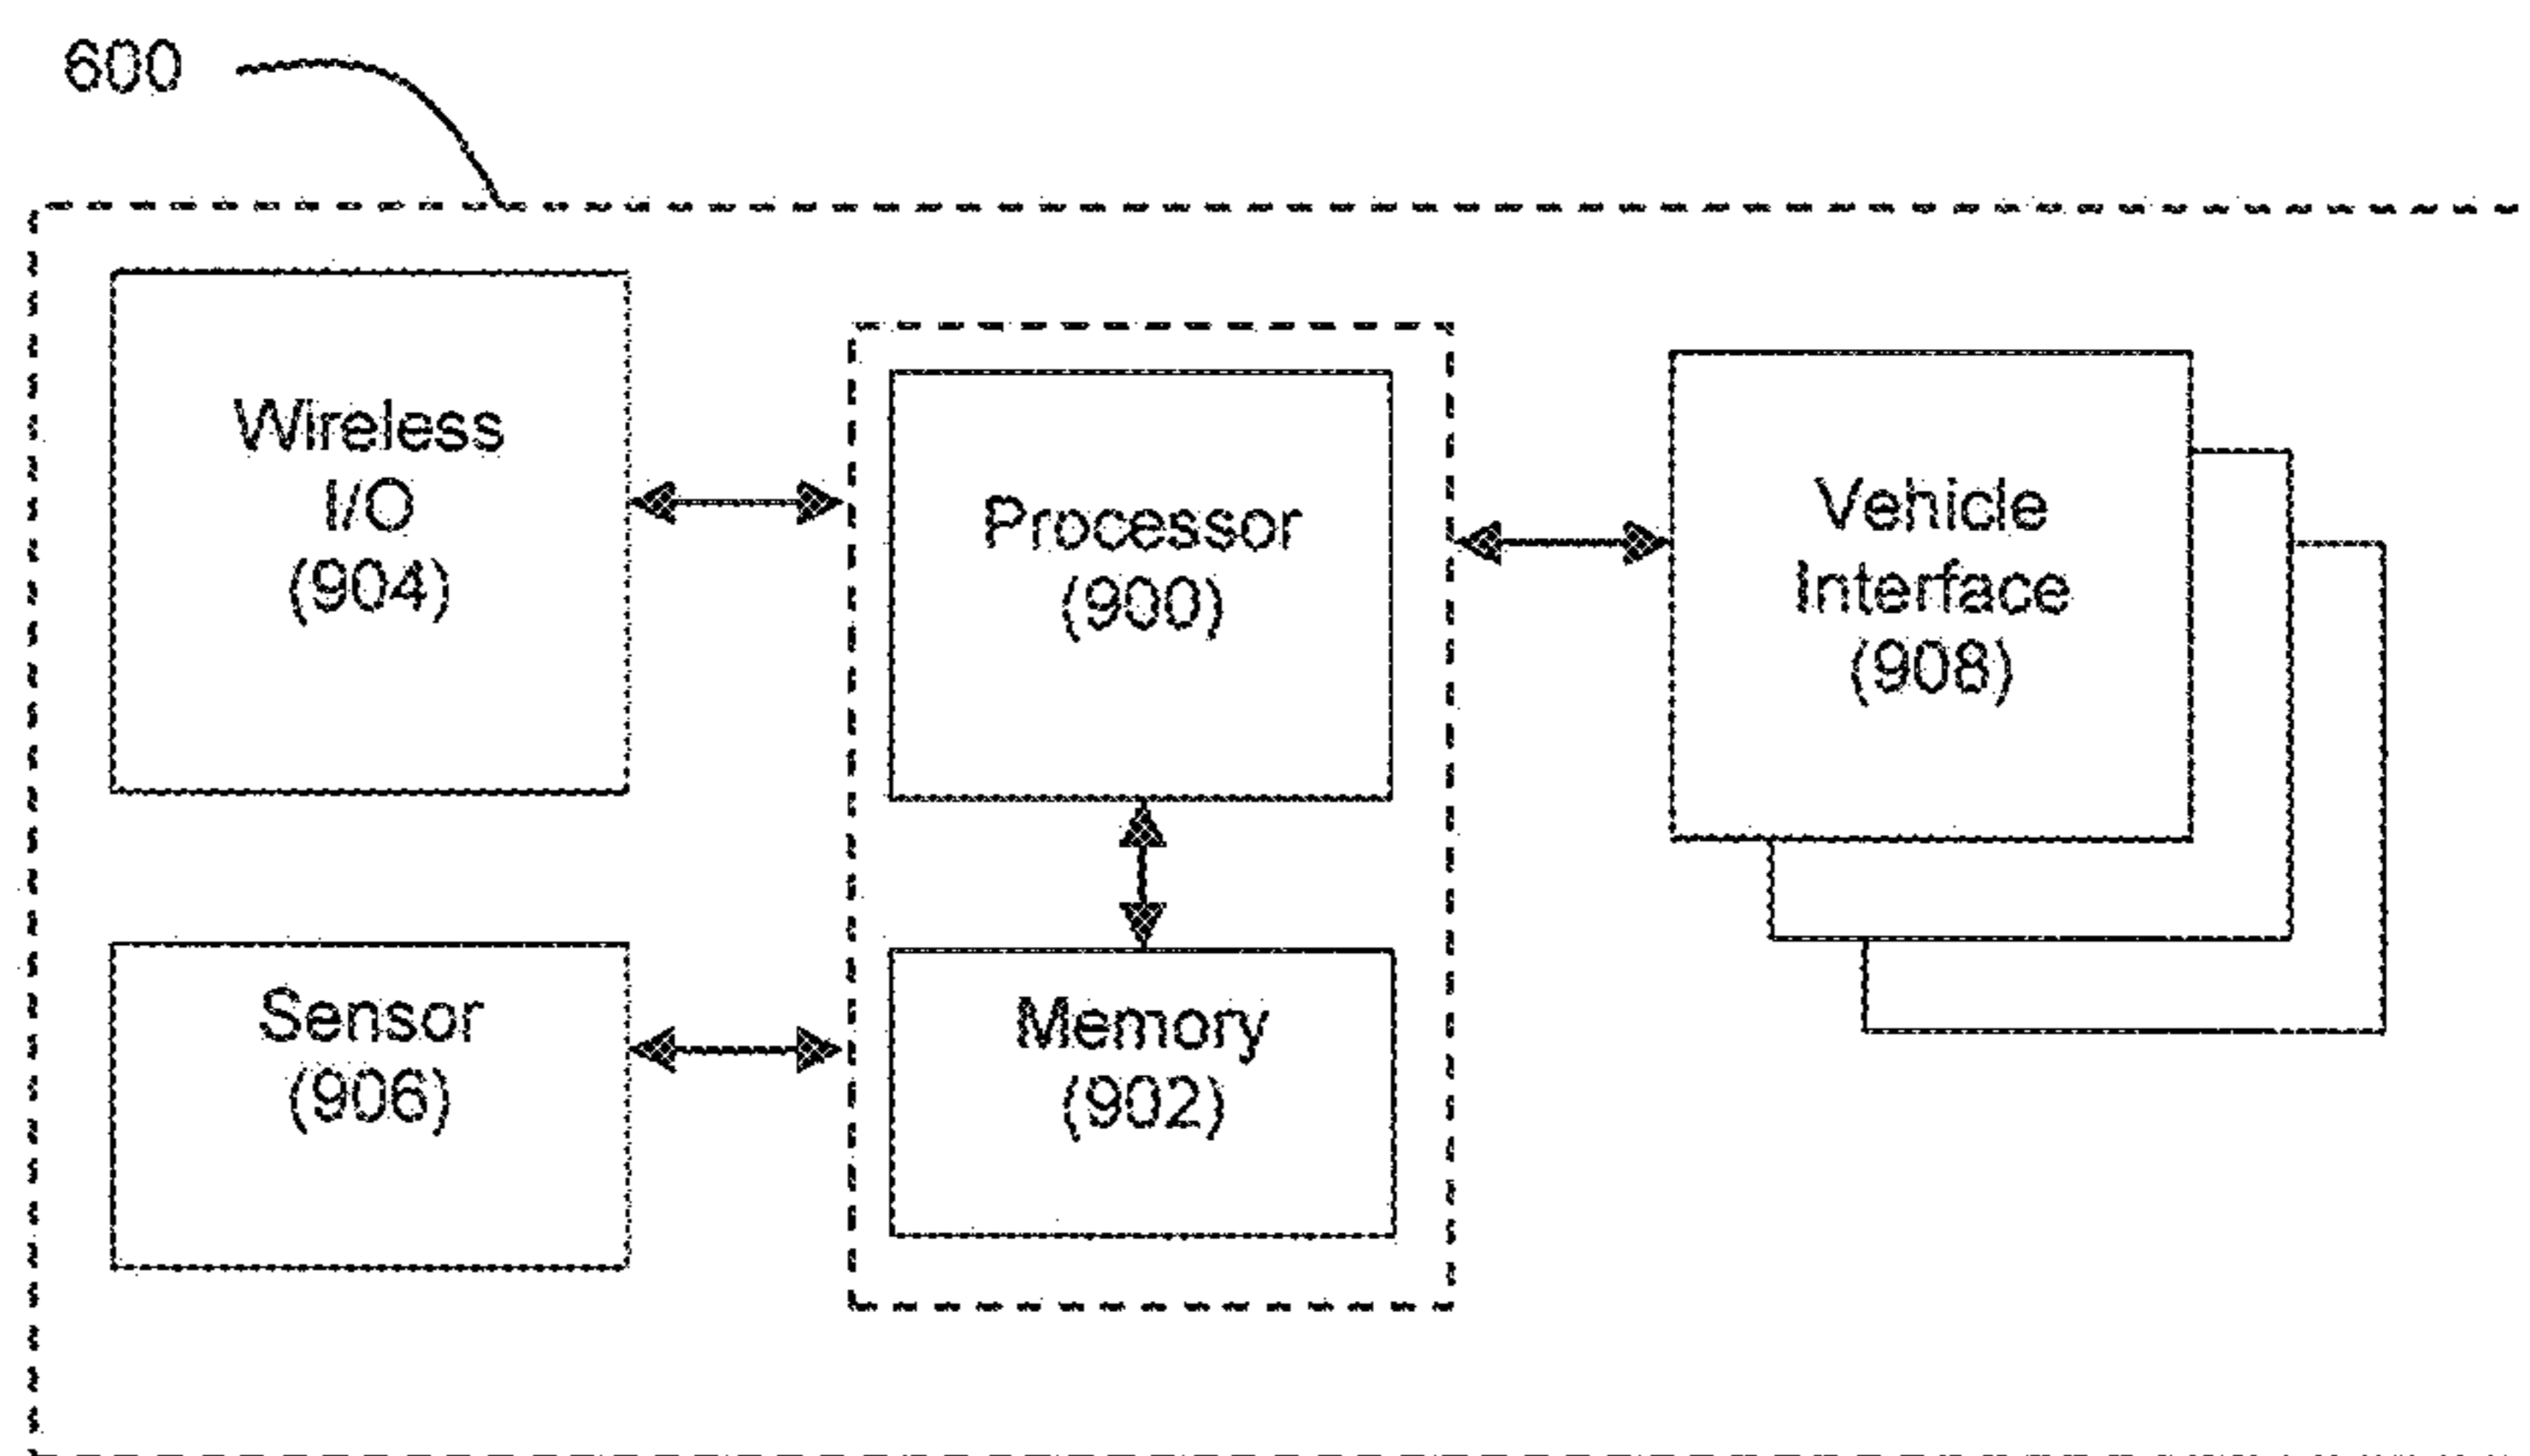 600
Wireless
I/O
(904)
Processor
(900)
Vehicle
Interface
(908)
Sensor
(906)
Memory
(902)